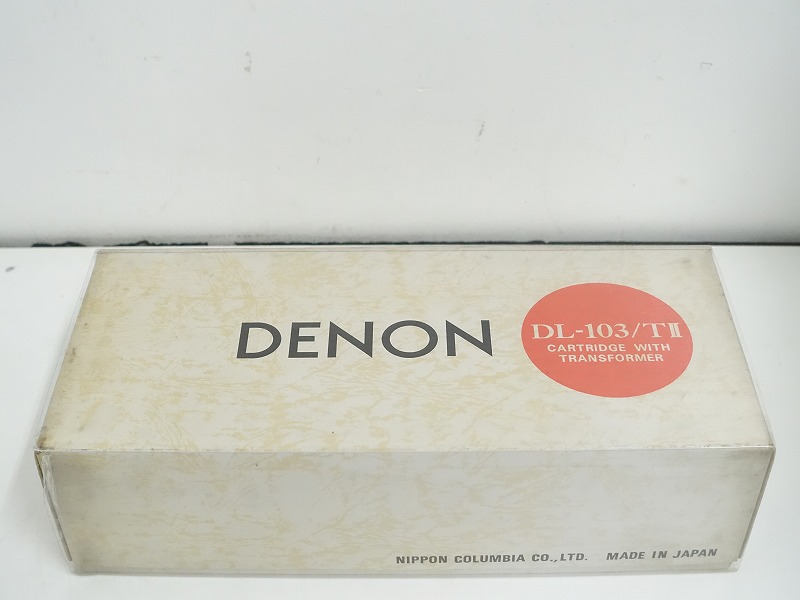 DENON
DL-103/TII
CARTRIDGE WITH
TRANSFORMER
NIPPON COLUMBIA CO.,LTD. MADE IN JAPAN